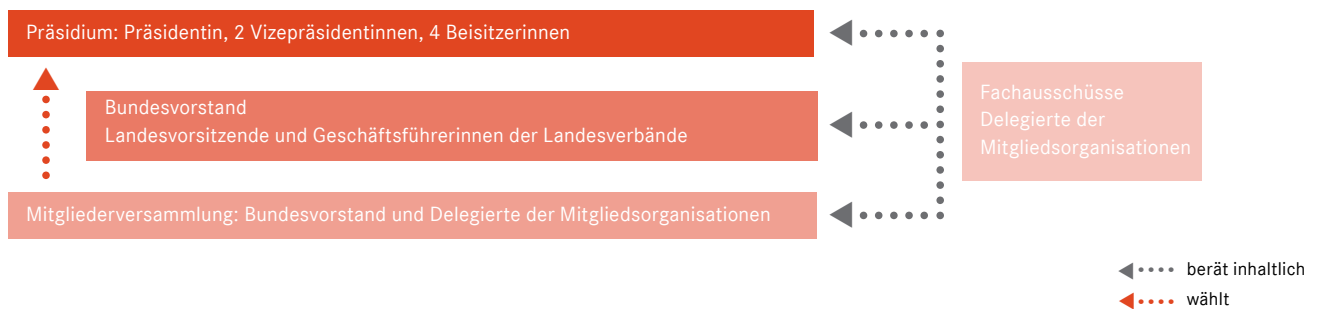 Präsidium: Präsidentin, 2 Vizepräsidentinnen, 4 Beisitzerinnen
Bundesvorstand
Landesvorsitzende und Geschäftsführerinnen der Landesverbände
Mitgliederversammlung: Bundesvorstand und Delegierte der Mitgliedsorganisationen
Fachausschüsse
Delegierte der
Mitgliedsorganisationen
berät inhaltlich
wählt